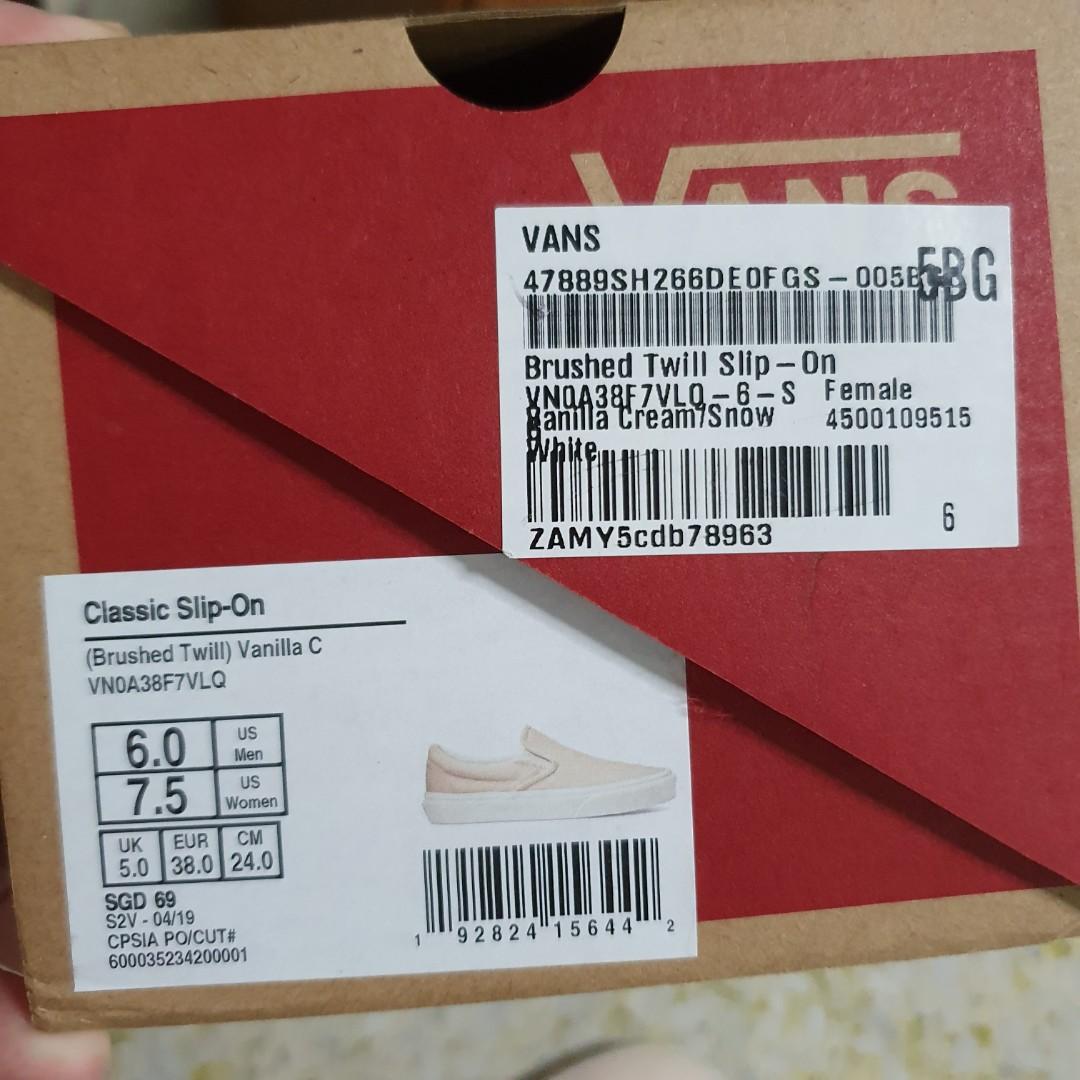 VANS
VANS
47889SH266DE0FGS-005B
5BG
Brushed Twill Slip-On
VN0A38F7VLQ-6-S Female
Vanilla Cream/Snow 4500109515
White
ZAMY5cdb78963
6
Classic Slip-On
(Brushed Twill) Vanilla C
VN0A38F7VLQ
6.0 US Men
7.5 US Women
UK EUR CM
5.0 38.0 24.0
SGD 69
S2V - 04/19
CPSIA PO/CUT#
600035234200001
1 92824 15644 2